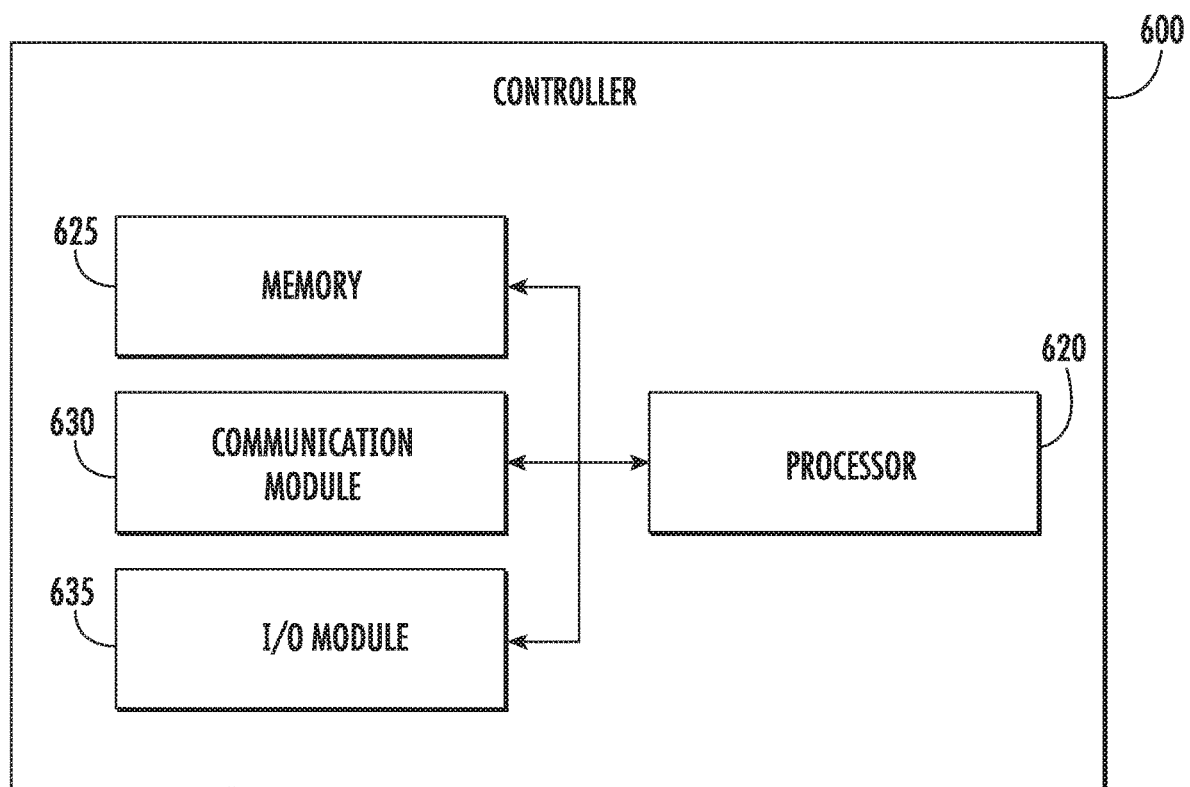 600
CONTROLLER
625
MEMORY
620
630
COMMUNICATION
MODULE
PROCESSOR
635
I/O MODULE